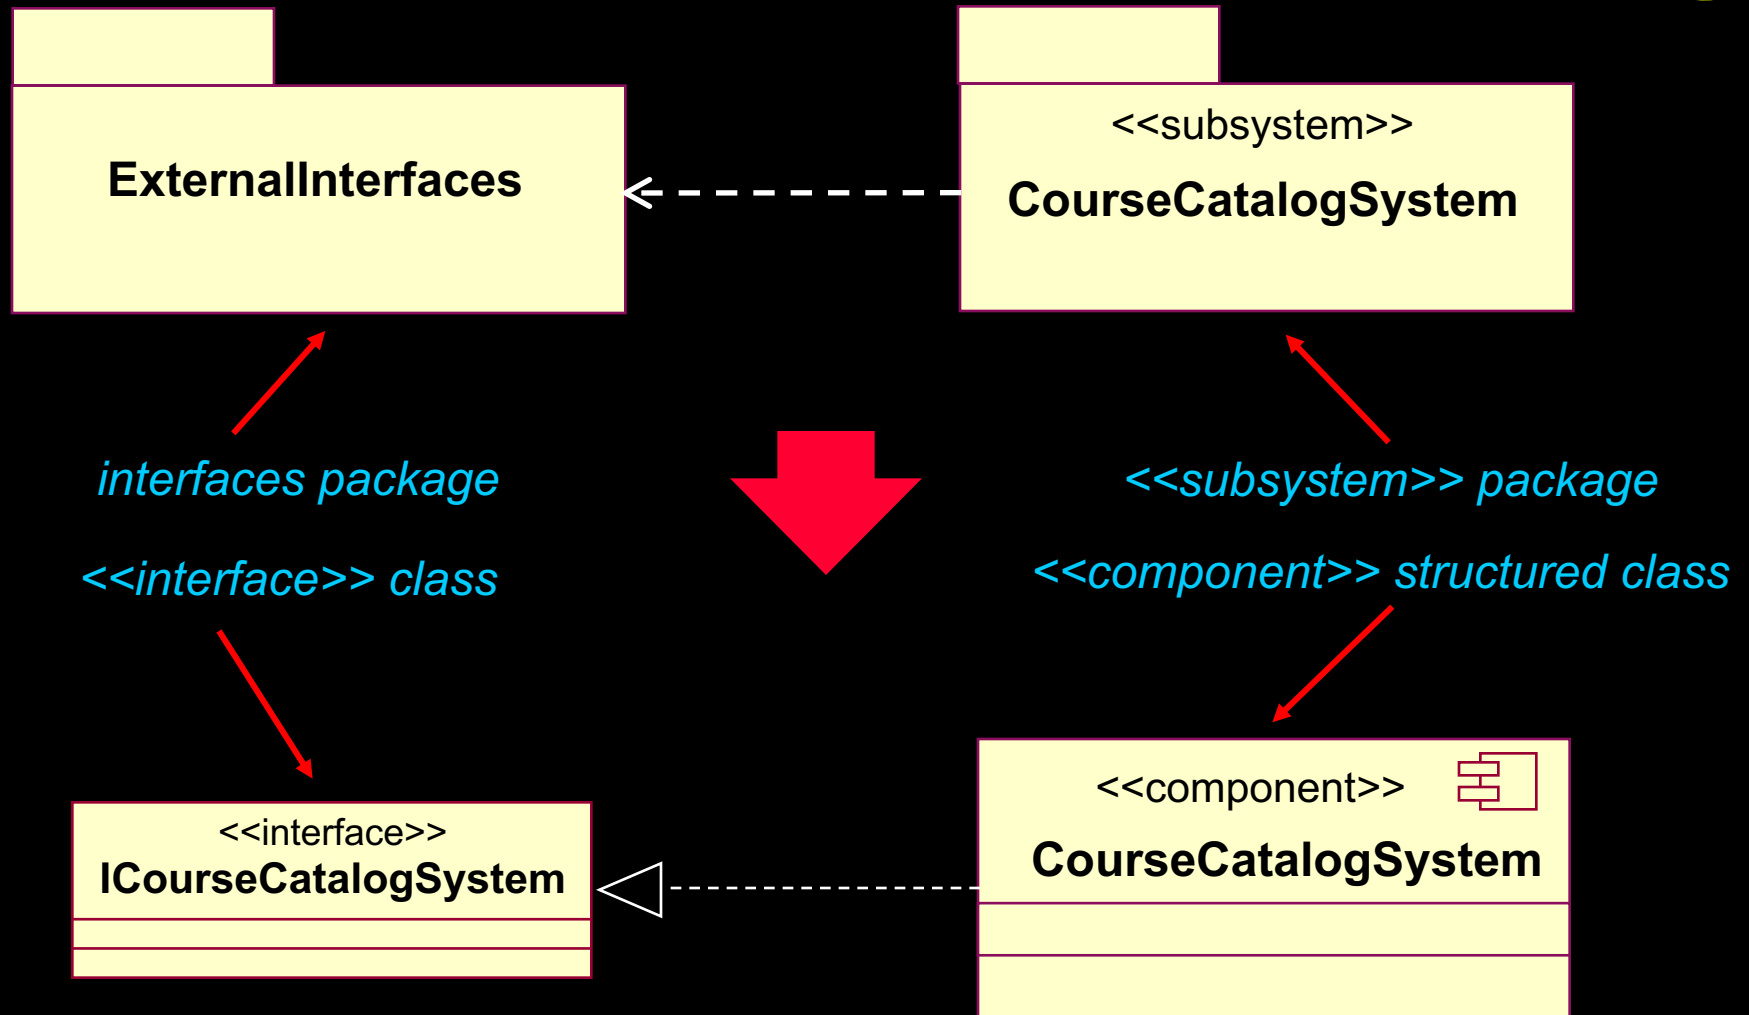 ExternalInterfaces
<<subsystem>>
CourseCatalogSystem
interfaces package
<<subsystem>> package
<<interface>> class
<<component>> structured class
<<interface>>
ICourseCatalogSystem
<<component>>
CourseCatalogSystem